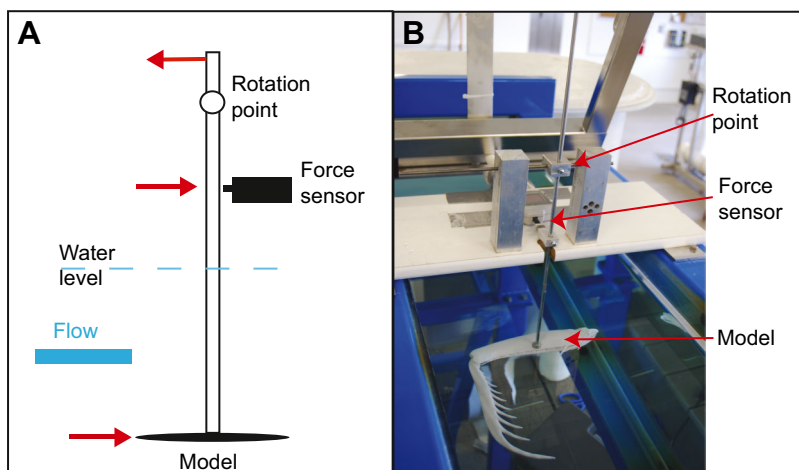 A
Rotation
point
Force
sensor
Water
level
Flow
Model
B
Rotation
point
Force
sensor
Model